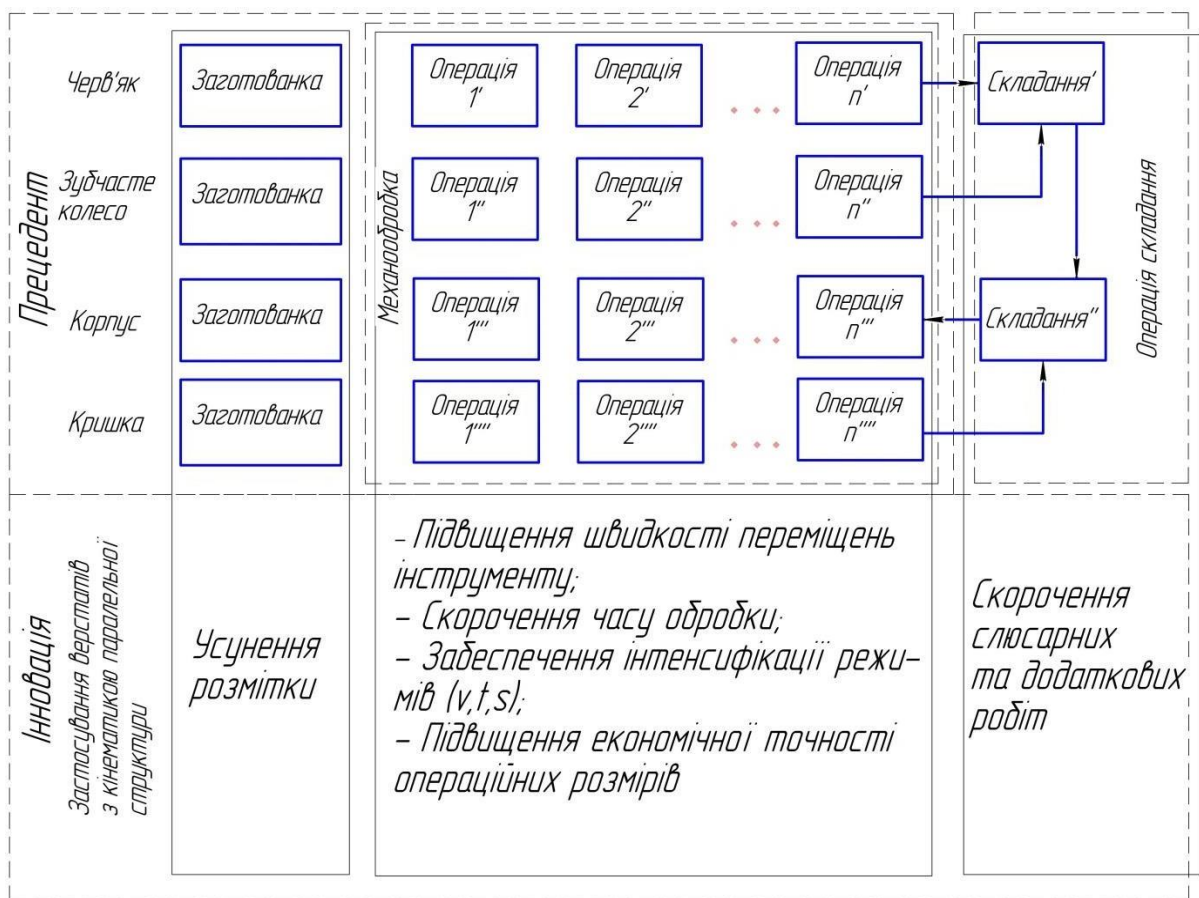 Прецедент
Черв'як
Заготованка
Операція
1'
Операція
2'
Операція
n'
Складання'
Зубчасте
колесо
Заготованка
Операція
1"
Операція
2"
Операція
n"
Механообробка
Операція складання
Корпус
Заготованка
Операція
1'''
Операція
2'''
Операція
n'''
Складання"
Кришка
Заготованка
Операція
1''''
Операція
2''''
Операція
n''''
Інновація
Застосування верстатів
з кінематикою паралельної
структури
Усунення
розмітки
- Підвищення швидкості переміщень
інструменту;
– Скорочення часу обробки;
– Забеспечення інтенсифікації режи-
мів (v,t,s);
– Підвищення економічної точності
операційних розмірів
Скорочення
слюсарних
та додаткових
робіт